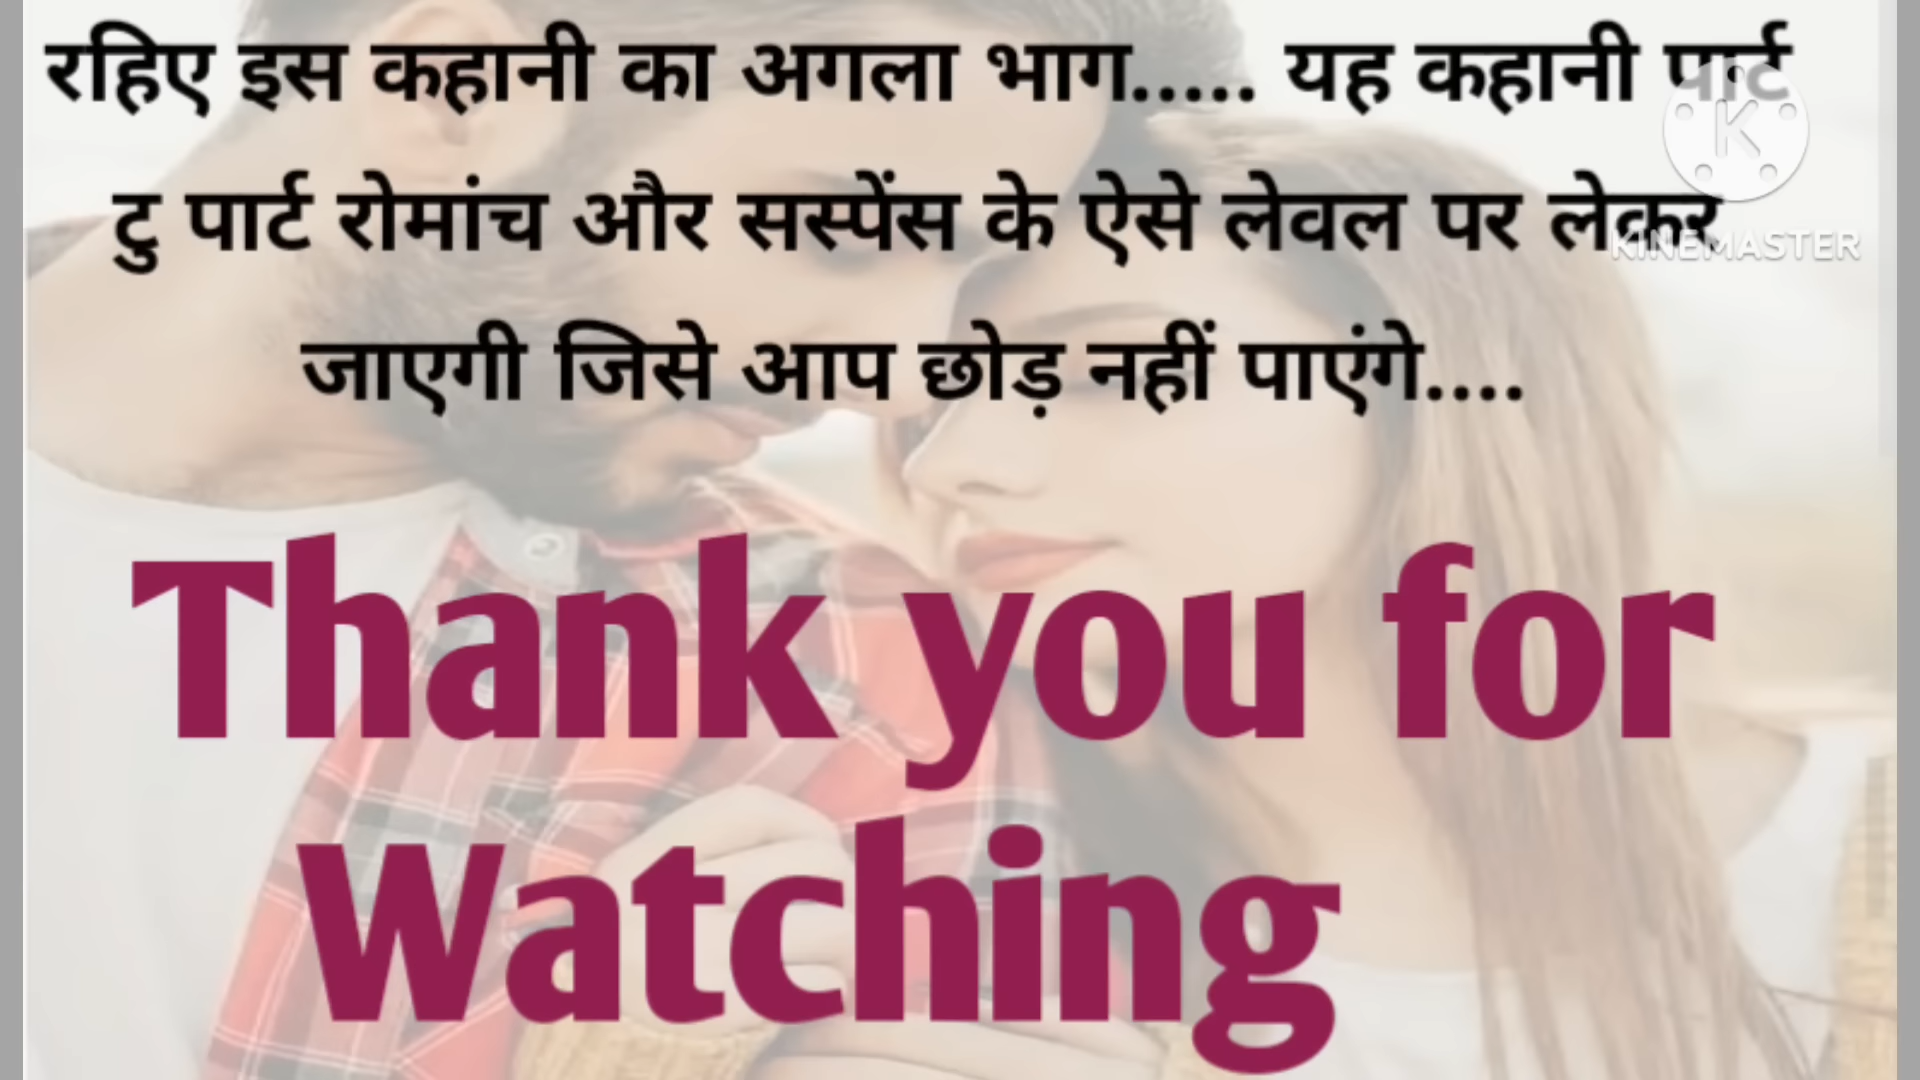 रहिए इस कहानी का अगला भाग..... यह कहानी पार्ट
टु पार्ट रोमांच और सस्पेंस के ऐसे लेवल पर लेकर
जाएगी जिसे आप छोड़ नहीं पाएंगे....
Thank you for
Watching
K
KINEMASTER